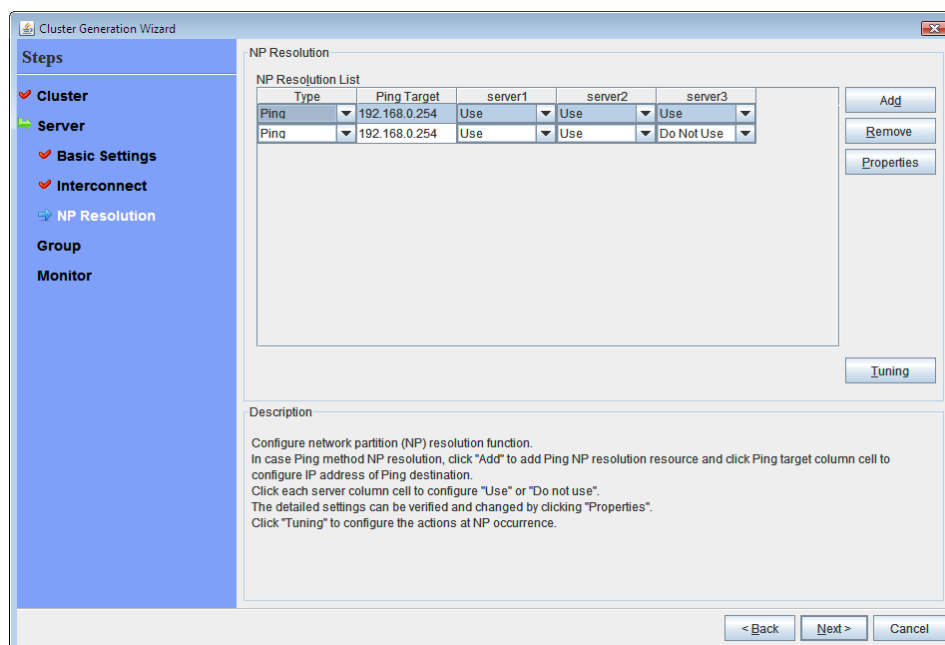 Cluster Generation Wizard
Steps
Cluster
Server
Basic Settings
Interconnect
NP Resolution
Group
Monitor
NP Resolution
NP Resolution List
Type Ping Target server1 server2 server3
Ping 192.168.0.254 Use Use Use
Ping 192.168.0.254 Use Use Do Not Use
Add
Remove
Properties
Tuning
Description
Configure network partition (NP) resolution function.
In case Ping method NP resolution, click "Add" to add Ping NP resolution resource and click Ping target column cell to
configure IP address of Ping destination.
Click each server column cell to configure "Use" or "Do not use".
The detailed settings can be verified and changed by clicking "Properties".
Click "Tuning" to configure the actions at NP occurrence.
< Back Next > Cancel